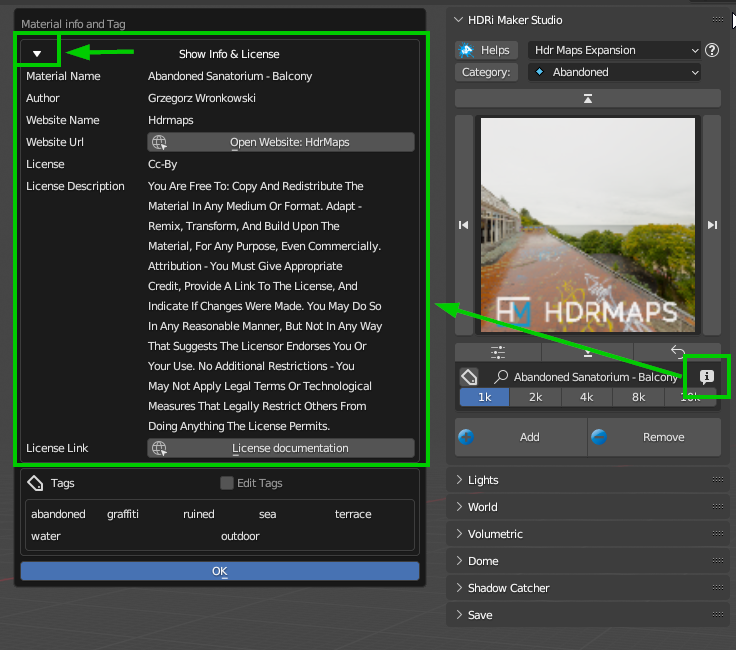 Material info and Tag
Show Info & License
Material Name Abandoned Sanatorium - Balcony
Author Grzegorz Wronkowski
Website Name Hdrmaps
Website Url Open Website: HdrMaps
License Cc-By
License Description You Are Free To: Copy And Redistribute The
Material In Any Medium Or Format. Adapt -
Remix, Transform, And Build Upon The
Material, For Any Purpose, Even Commercially.
Attribution - You Must Give Appropriate
Credit, Provide A Link To The License, And
Indicate If Changes Were Made. You May Do So
In Any Reasonable Manner, But Not In Any Way
That Suggests The Licensor Endorses You Or
Your Use. No Additional Restrictions - You
May Not Apply Legal Terms Or Technological
Measures That Legally Restrict Others From
Doing Anything The License Permits.
License Link License documentation
Tags Edit Tags
abandoned graffiti ruined sea terrace
water outdoor
OK
HDRi Maker Studio
Helps Hdr Maps Expansion
Category: Abandoned
HM HDRMAPS
Abandoned Sanatorium - Balcony
1k 2k 4k 8k 16k
Add Remove
Lights
World
Volumetric
Dome
Shadow Catcher
Save